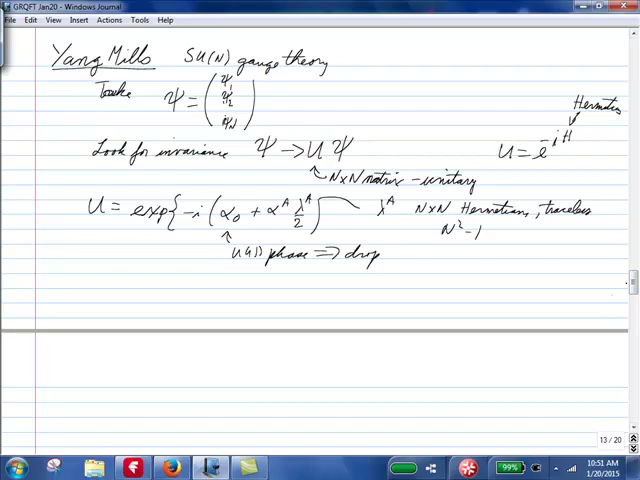 GRQFT Jan20 - Windows Journal
File Edit View Insert Actions Tools Help
Yang Mills SU(N) gauge theory
ψ = (ψ1 ψ2 ⋮ ψN)
Hermitian
Look for invariance ψ → U ψ U = e^{-iH}
N×N matrix - unitary
U = exp{-i(α0 + α^A λ^A/2) λ^A N×N Hermitians, traceless
N²-1
U(1) phase ⇒ drop
13 / 20
99% 10:51 AM
1/20/2015